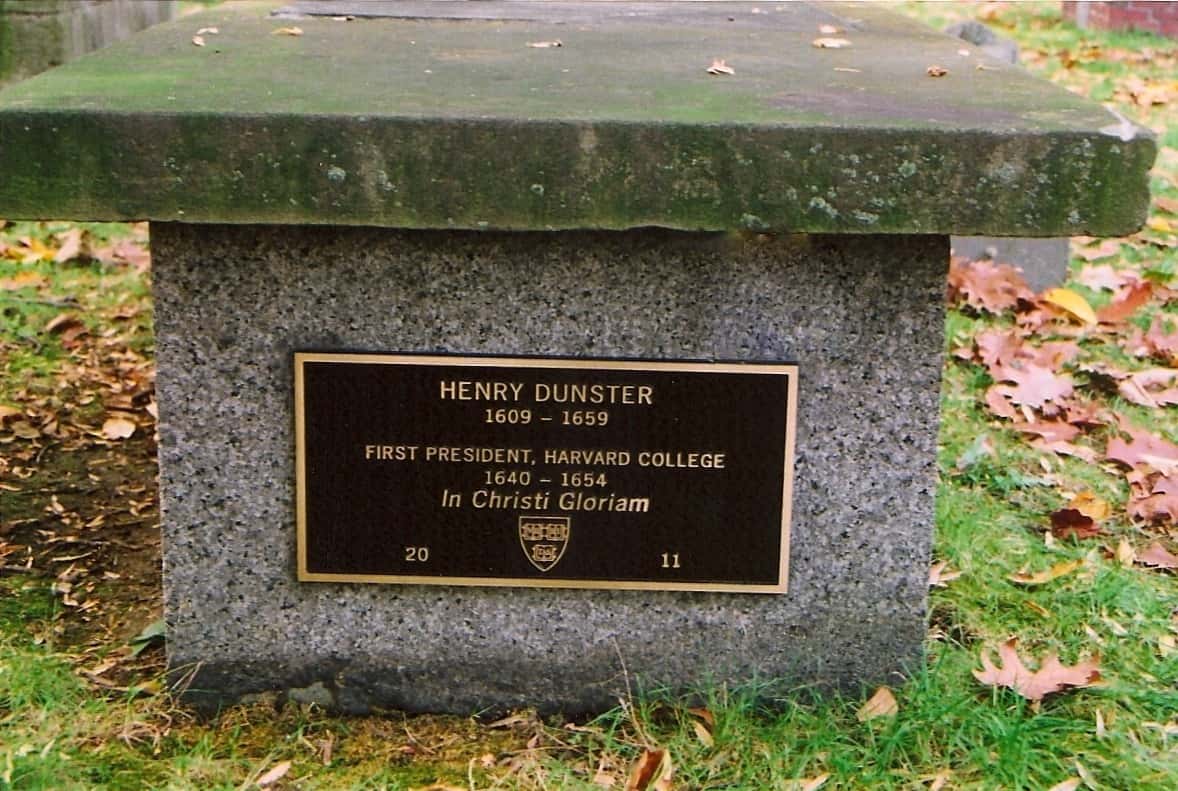 HENRY DUNSTER
1609 – 1659
FIRST PRESIDENT, HARVARD COLLEGE
1640 – 1654
In Christi Gloriam
20 11